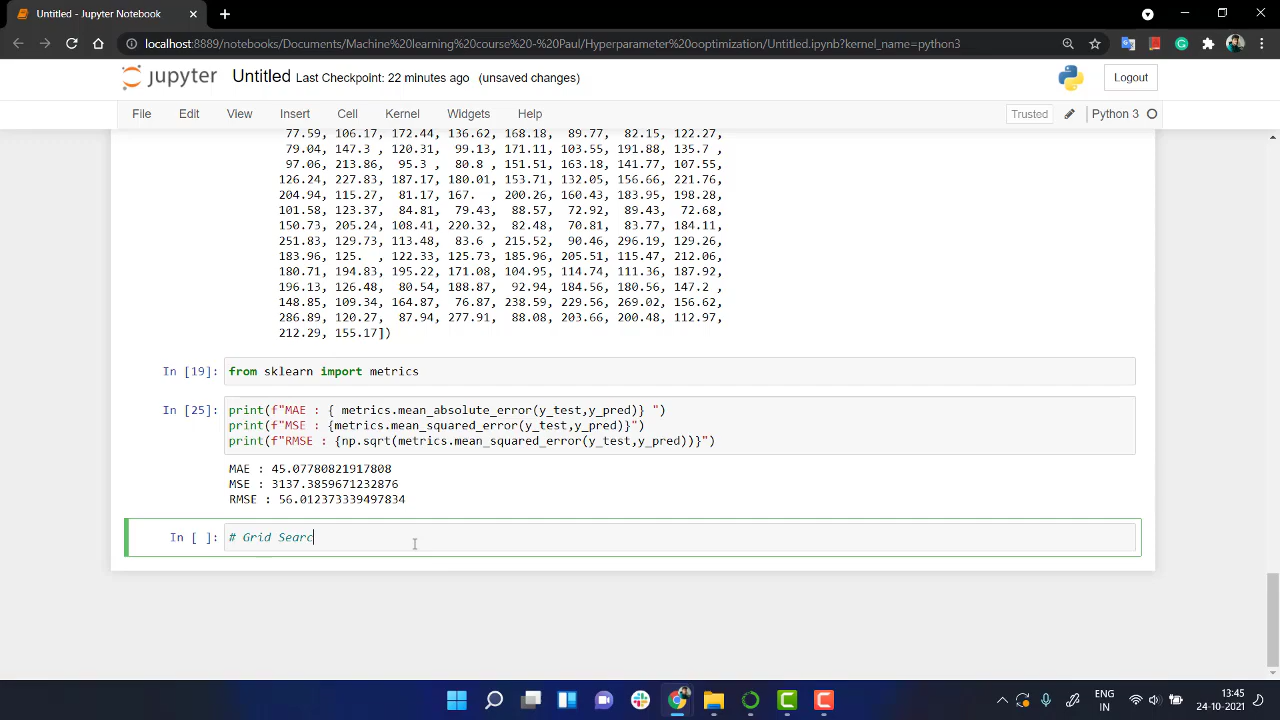 Untitled - Jupyter Notebook
localhost:8889/notebooks/Documents/Machine%20learning%20course%20-%20Paul/Hyperparameter%20ooptimization/Untitled.ipynb?kernel_name=python3
jupyter Untitled Last Checkpoint: 22 minutes ago (unsaved changes) Logout
File Edit View Insert Cell Kernel Widgets Help Trusted Python 3
77.59, 106.17, 172.44, 136.62, 168.18, 89.77, 82.15, 122.27,
79.04, 147.3 , 120.31, 99.13, 171.11, 103.55, 191.88, 135.7 ,
97.06, 213.86, 95.3 , 80.8 , 151.51, 163.18, 141.77, 107.55,
126.24, 227.83, 187.17, 180.01, 153.71, 132.05, 156.66, 221.76,
204.94, 115.27, 81.17, 167. , 200.26, 160.43, 183.95, 198.28,
101.58, 123.37, 84.81, 79.43, 88.57, 72.92, 89.43, 72.68,
150.73, 205.24, 108.41, 220.32, 82.48, 70.81, 83.77, 184.11,
251.83, 129.73, 113.48, 83.6 , 215.52, 90.46, 296.19, 129.26,
183.96, 125. , 122.33, 125.73, 185.96, 205.51, 115.47, 212.06,
180.71, 194.83, 195.22, 171.08, 104.95, 114.74, 111.36, 187.92,
196.13, 126.48, 80.54, 188.87, 92.94, 184.56, 180.56, 147.2 ,
148.85, 109.34, 164.87, 76.87, 238.59, 229.56, 269.02, 156.62,
286.89, 120.27, 87.94, 277.91, 88.08, 203.66, 200.48, 112.97,
212.29, 155.17])
In [19]: from sklearn import metrics
In [25]: print(f"MAE : { metrics.mean_absolute_error(y_test,y_pred)} ")
print(f"MSE : {metrics.mean_squared_error(y_test,y_pred)}")
print(f"RMSE : {np.sqrt(metrics.mean_squared_error(y_test,y_pred))}")
MAE : 45.07780821917808
MSE : 3137.3859671232876
RMSE : 56.012373339497834
In [ ]: # Grid Searc
ENG
IN
13:45
24-10-2021